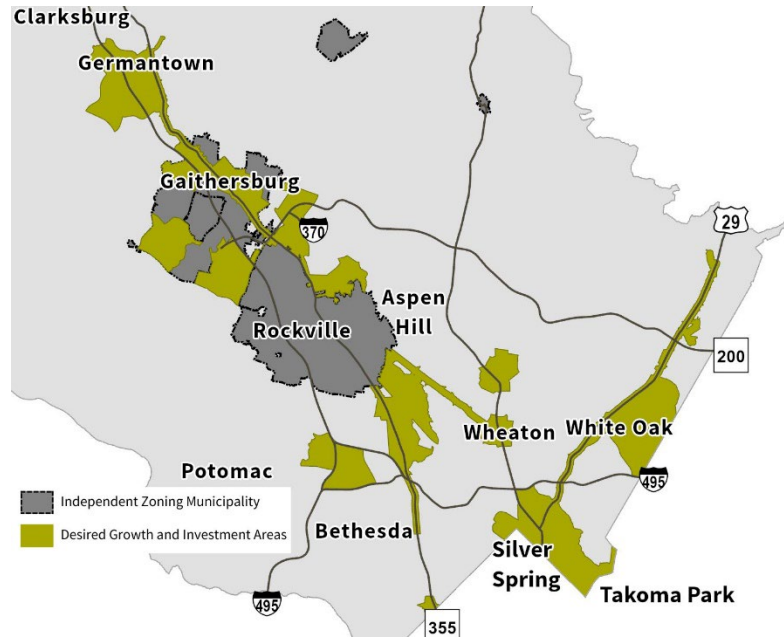 Clarksburg
Germantown
Gaithersburg
29
370
Aspen
Hill
Rockville
200
Wheaton
White Oak
Potomac
495
Independent Zoning Municipality
Desired Growth and Investment Areas
Bethesda
Silver
Spring
Takoma Park
495
355